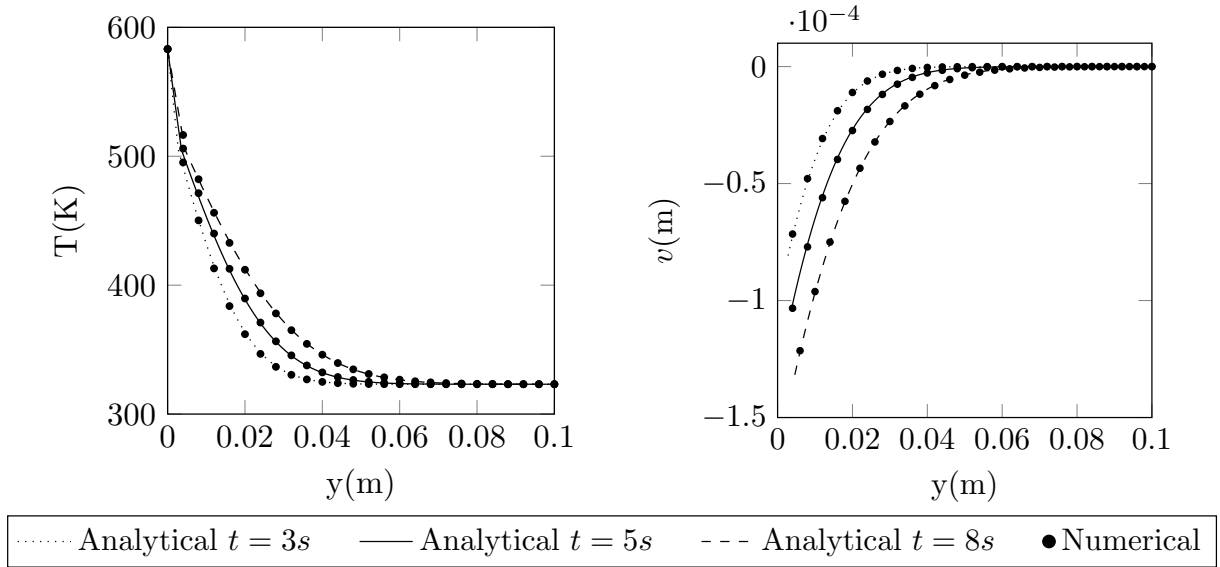 600
500
400
300
T(K)
0 0.02 0.04 0.06 0.08 0.1
y(m)
·10⁻⁴
0
−0.5
−1
−1.5
v(m)
0 0.02 0.04 0.06 0.08 0.1
y(m)
Analytical t = 3s Analytical t = 5s Analytical t = 8s Numerical